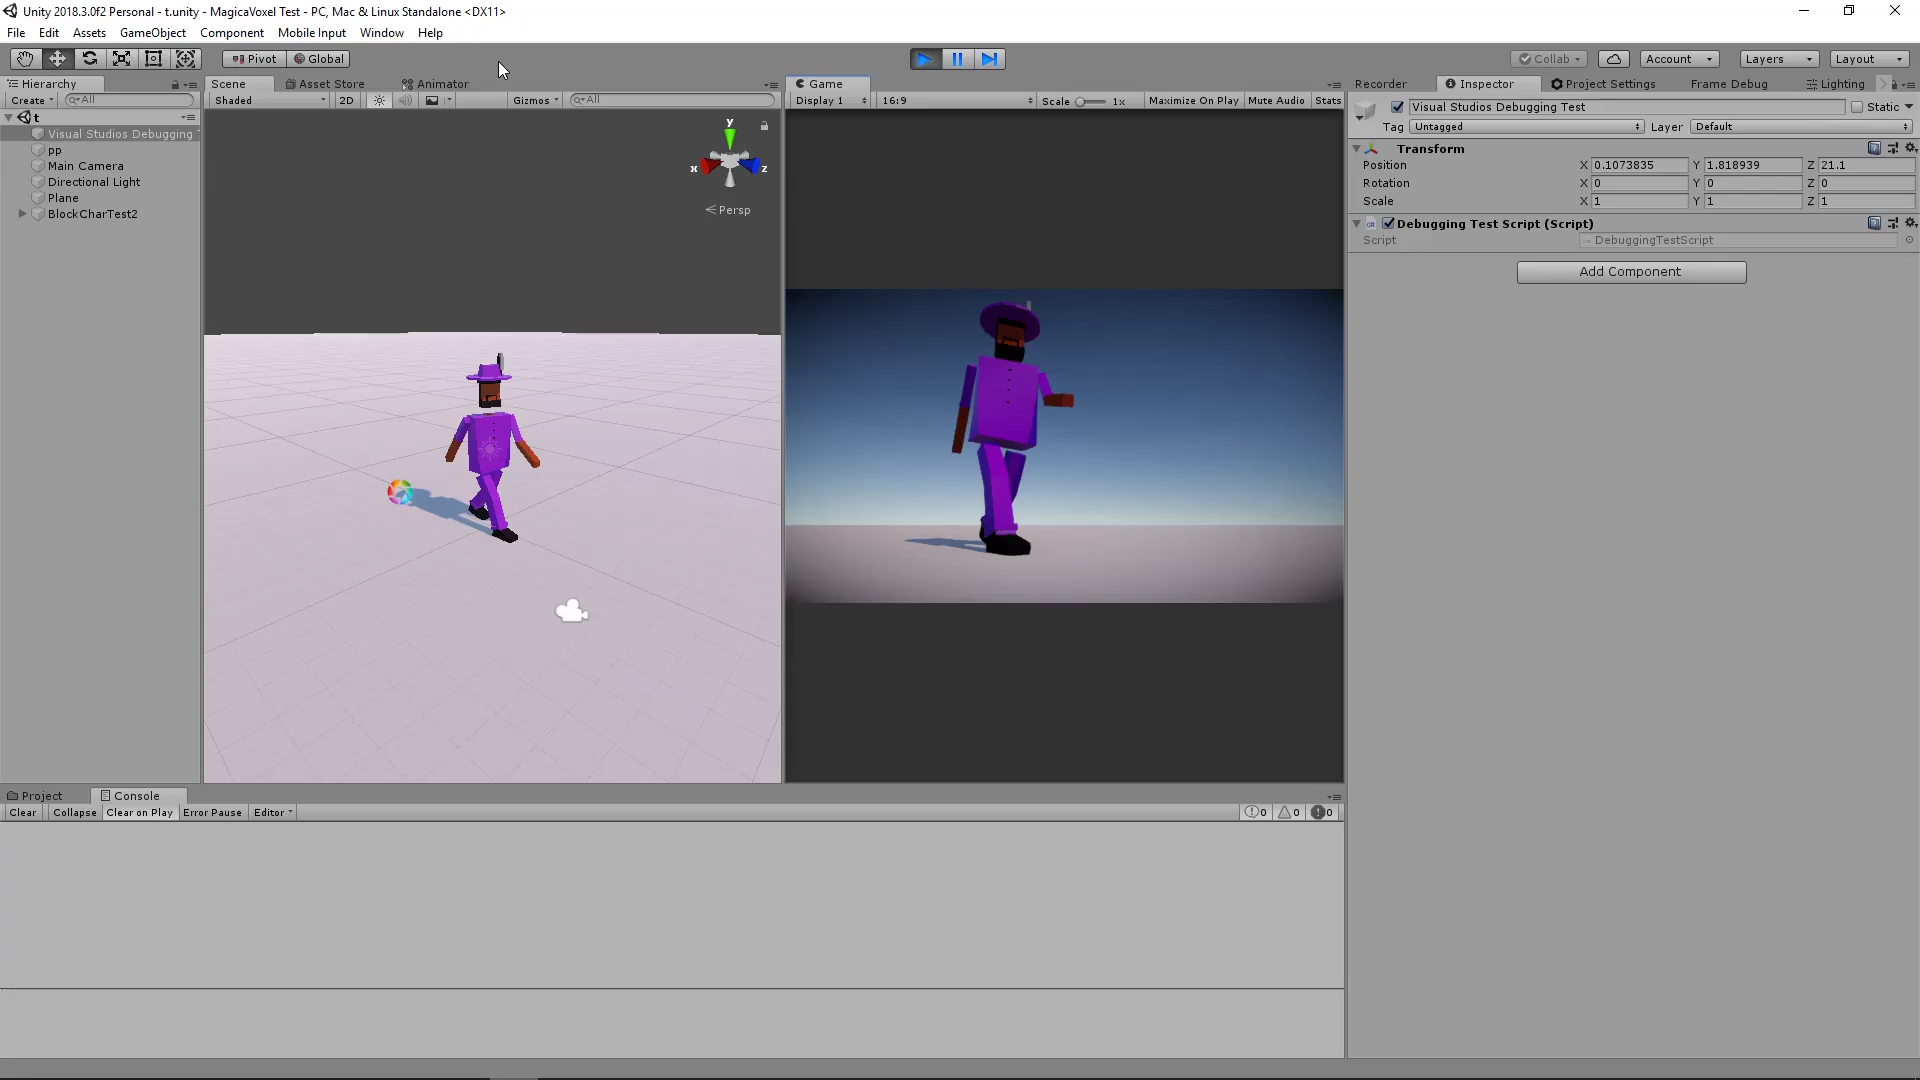 Unity 2018.3.0f2 Personal - t.unity - MagicaVoxel Test - PC, Mac & Linux Standalone <DX11>
File Edit Assets GameObject Component Mobile Input Window Help
Pivot Global Collab Account Layers Layout
Hierarchy Scene Asset Store Animator Game Recorder Inspector Project Settings Frame Debug Lighting
Create All Shaded 2D Gizmos All Display 1 16:9 Scale 1x Maximize On Play Mute Audio Stats
Visual Studios Debugging Test Static
Tag Untagged Layer Default
t
Visual Studios Debugging
pp
Main Camera
Directional Light
Plane
BlockCharTest2
y
x z
Persp
Transform
Position X 0.1073835 Y 1.818939 Z 21.1
Rotation X 0 Y 0 Z 0
Scale X 1 Y 1 Z 1
Debugging Test Script (Script)
Script DebuggingTestScript
Add Component
Project Console
Clear Collapse Clear on Play Error Pause Editor 0 0 0